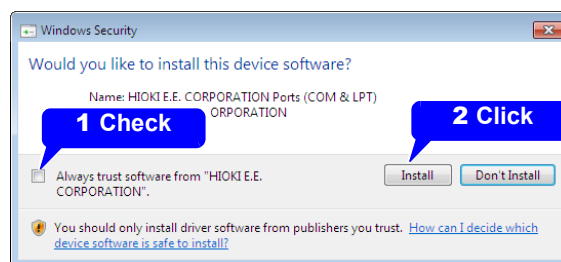 Windows Security
Would you like to install this device software?
Name: HIOKI E.E. CORPORATION Ports (COM & LPT)
ORPORATION
1 Check
2 Click
Always trust software from "HIOKI E.E.
CORPORATION".
Install
Don't Install
You should only install driver software from publishers you trust. How can I decide which
device software is safe to install?